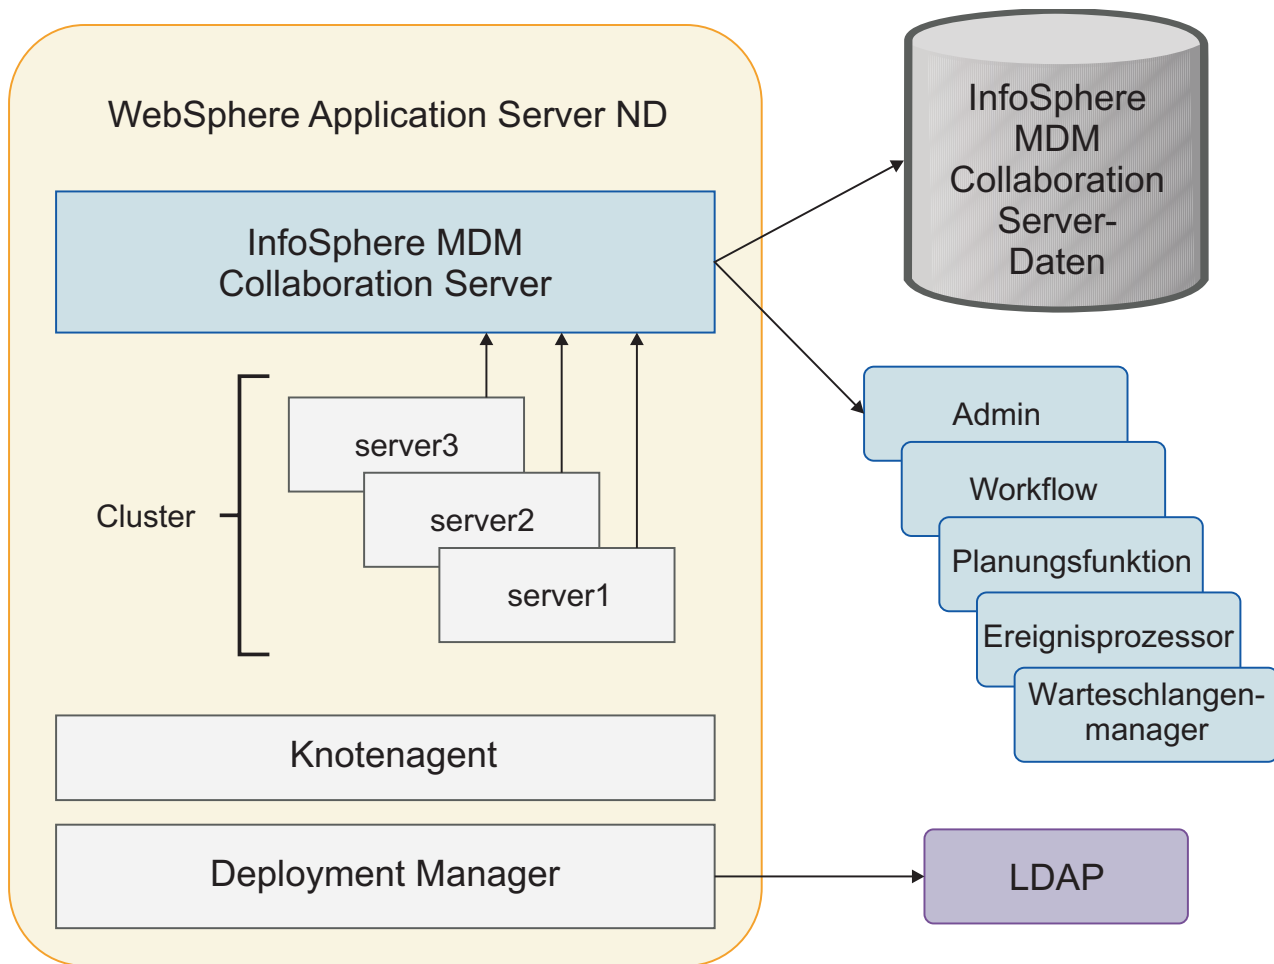 WebSphere Application Server ND
InfoSphere MDM
Collaboration Server
server3
server2
server1
Cluster
Knotenagent
Deployment Manager
InfoSphere
MDM
Collaboration
Server-
Daten
Admin
Workflow
Planungsfunktion
Ereignisprozessor
Warteschlangen-
manager
LDAP